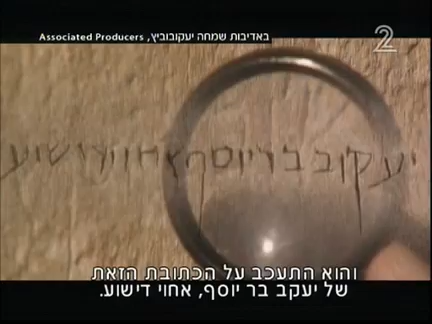 באדיבות שמחה יעקובוביץ, Associated Producers
2
יעקוב בר יוסף אחוי דישוע
והוא התעכב על הכתובת הזאת
של יעקב בר יוסף, אחוי דישוע.